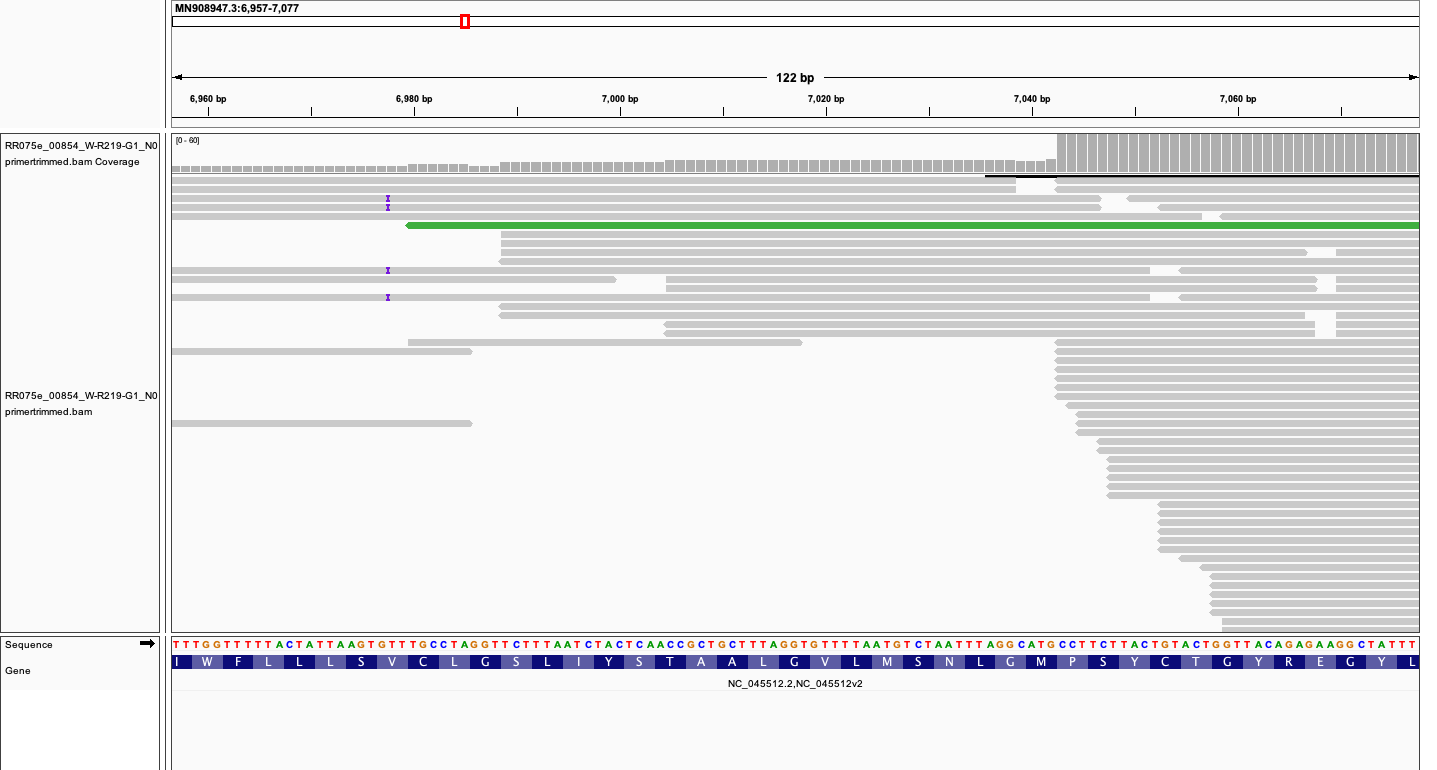 MN908947.3:6,957-7,077
122 bp
6,960 bp 6,980 bp 7,000 bp 7,020 bp 7,040 bp 7,060 bp
RR075e_00854_W-R219-G1_N0
primertrimmed.bam Coverage
[0 - 60]
RR075e_00854_W-R219-G1_N0
primertrimmed.bam
Sequence
T T T G G T T T T T A C T A T T A A G T G T T T G C C T A G G T T C T T T A A T C T A C T C A A C C G C T G C T T T A G G T G T T T T A A T G T C T A A T T T A G G C A T G C C T T C T T A C T G T A C T G G T T A C A G A G A A G G C T A T T T
Gene
I W F L L L S V C L G S L I Y S T A A L G V L M S N L G M P S Y C T G Y R E G Y L
NC_045512.2,NC_045512v2